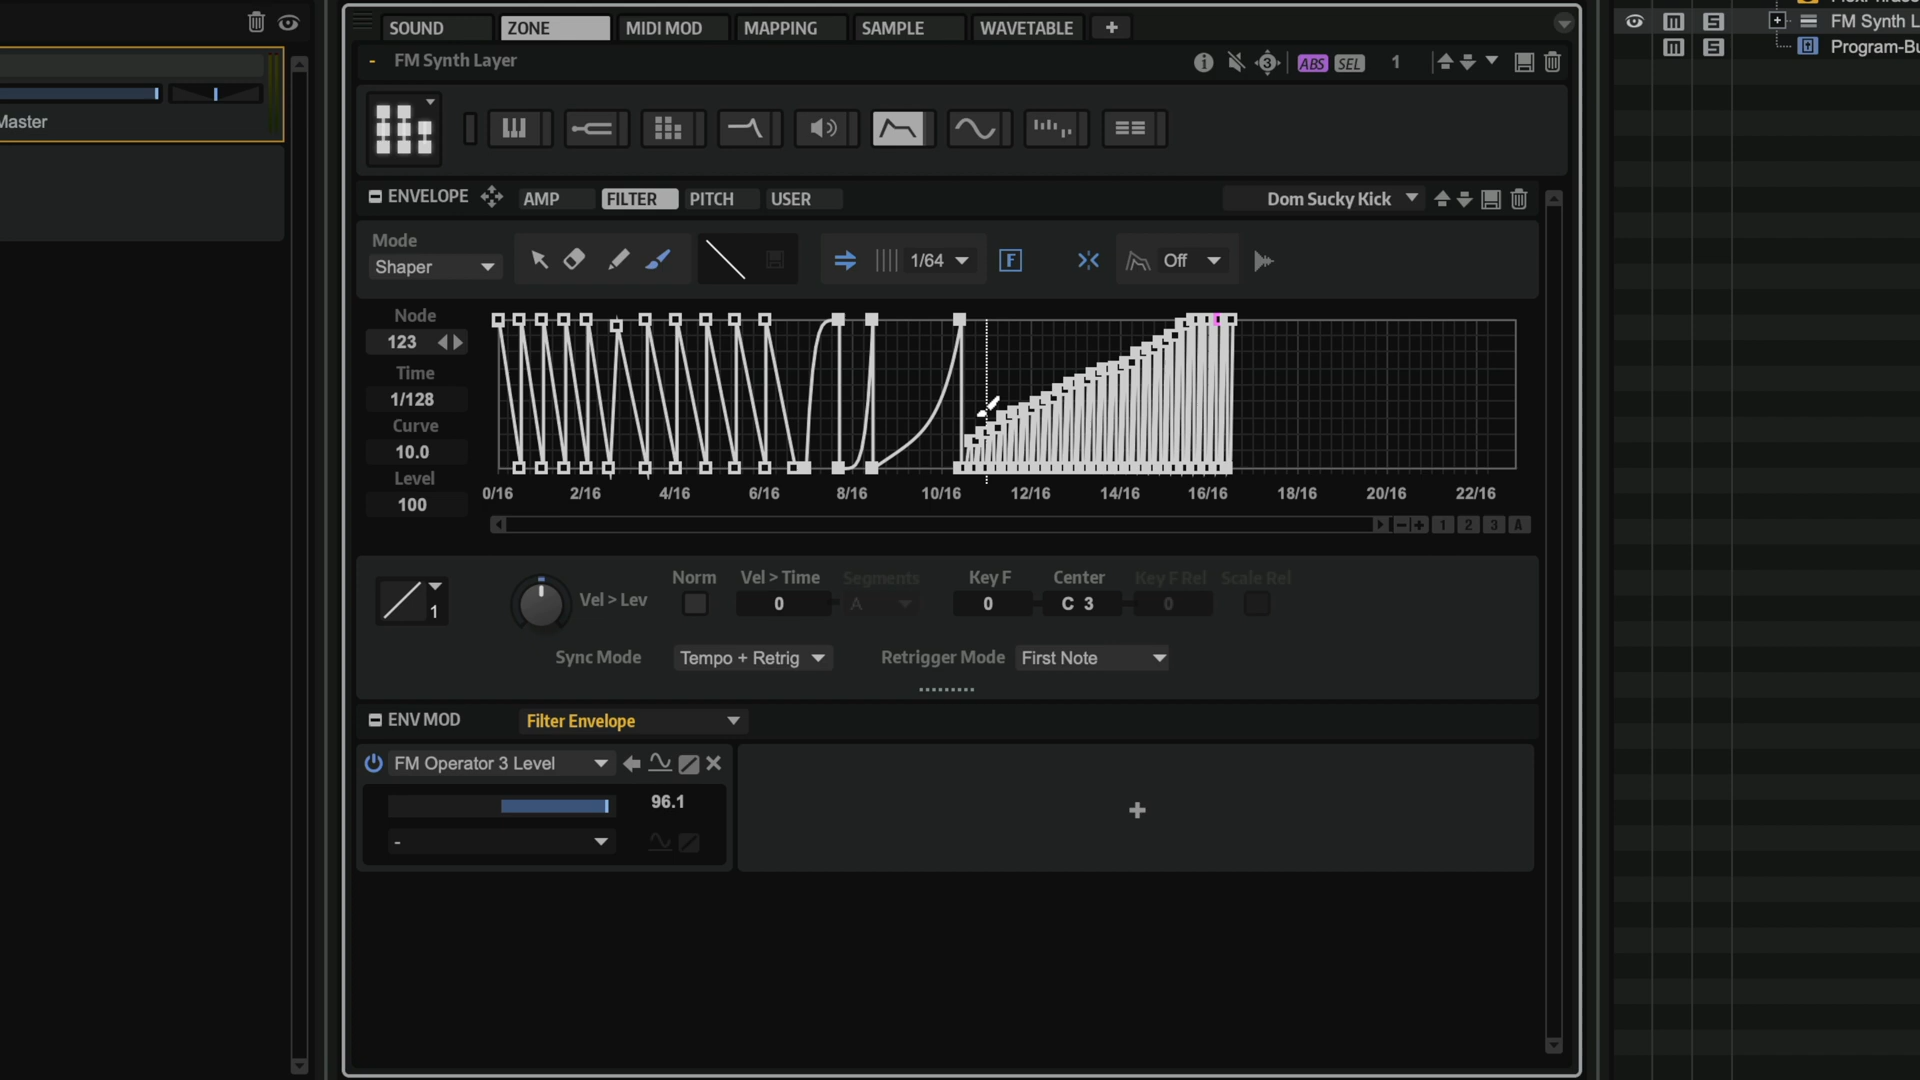 SOUND ZONE MIDI MOD MAPPING SAMPLE WAVETABLE +
M S + FM Synth L
- FM Synth Layer 3 ABS SEL 1
M S Program-Bu
Master
ENVELOPE AMP FILTER PITCH USER Dom Sucky Kick
Mode
Shaper 1/64 F Off
Node
123
Time
1/128
Curve
10.0
Level
100
0/16 2/16 4/16 6/16 8/16 10/16 12/16 14/16 16/16 18/16 20/16 22/16
- + 1 2 3 A
Norm Vel > Time Segments Key F Center Key F Rel Scale Rel
1 Vel > Lev 0 A 0 C 3 0
Sync Mode Tempo + Retrig Retrigger Mode First Note
ENV MOD Filter Envelope
FM Operator 3 Level
96.1
-
+